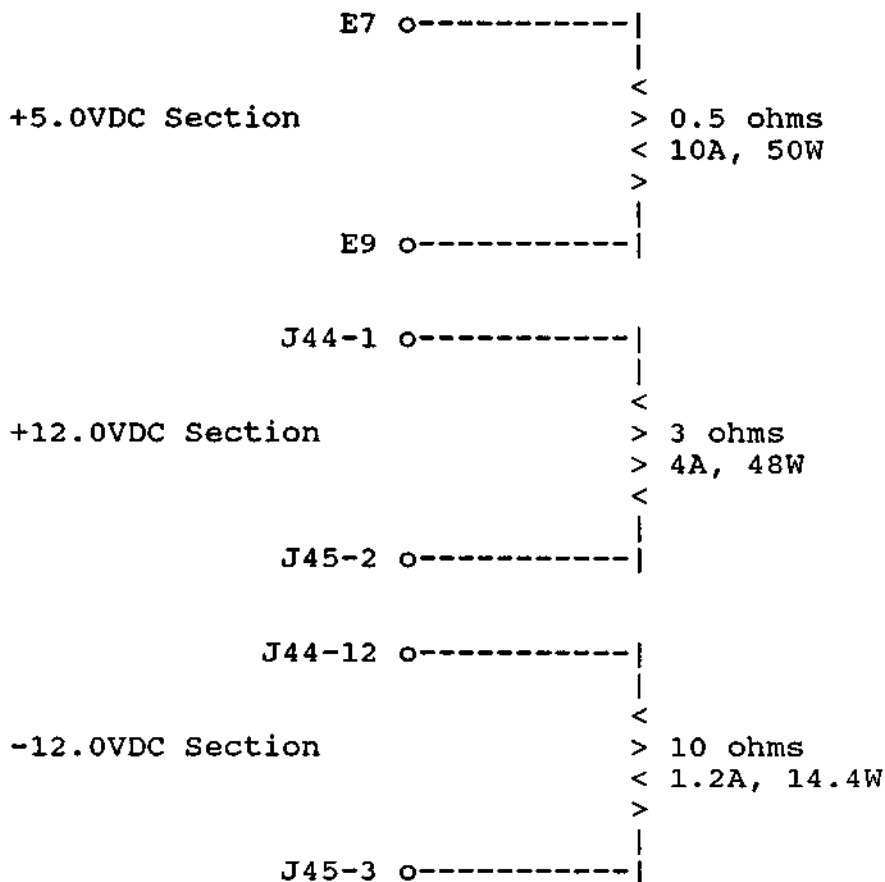 E7 o-----------|
|
<
+5.0VDC Section > 0.5 ohms
< 10A, 50W
>
|
E9 o-----------|
J44-1 o-----------|
|
<
+12.0VDC Section > 3 ohms
> 4A, 48W
<
|
J45-2 o-----------|
J44-12 o-----------|
|
<
-12.0VDC Section > 10 ohms
< 1.2A, 14.4W
>
|
J45-3 o-----------|